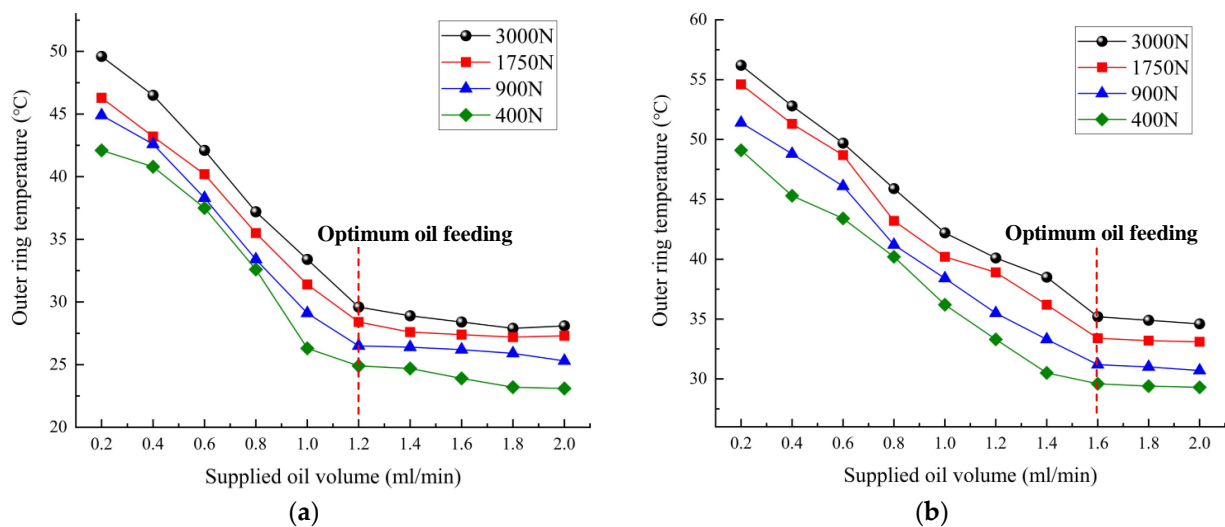 3000N
1750N
900N
400N
Optimum oil feeding
Outer ring temperature (℃)
50
45
40
35
30
25
20
0.2 0.4 0.6 0.8 1.0 1.2 1.4 1.6 1.8 2.0
Supplied oil volume (ml/min)
(a)
3000N
1750N
900N
400N
Optimum oil feeding
Outer ring temperature (℃)
60
55
50
45
40
35
30
0.2 0.4 0.6 0.8 1.0 1.2 1.4 1.6 1.8 2.0
Supplied oil volume (ml/min)
(b)